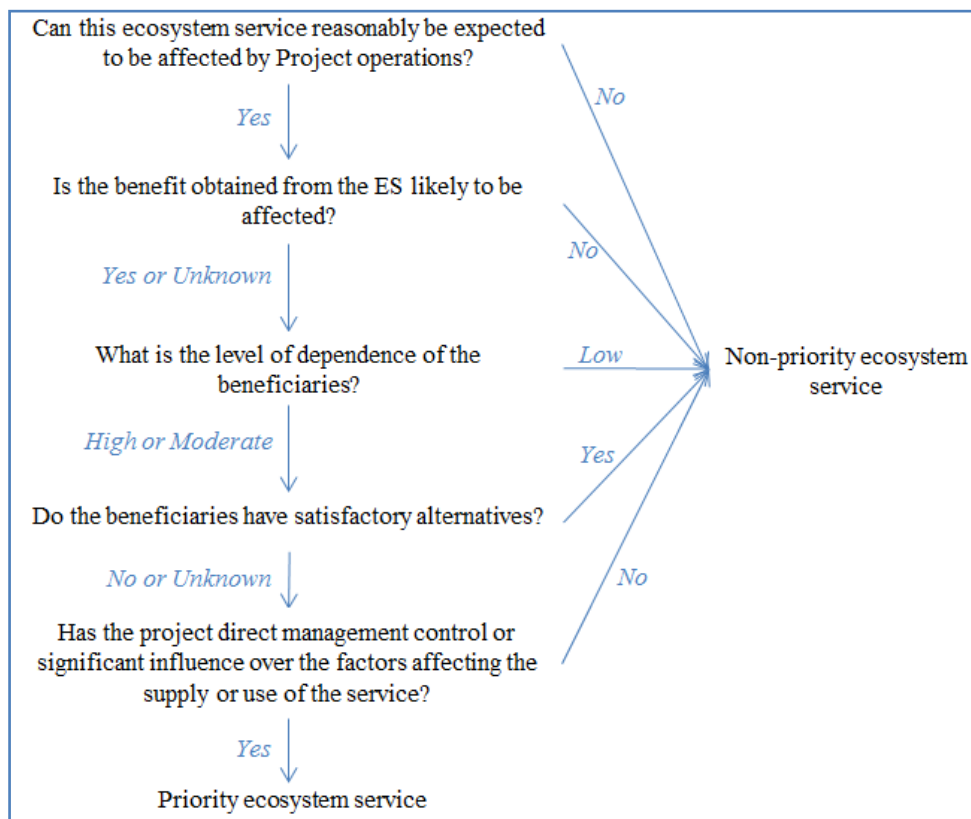 Can this ecosystem service reasonably be expected
to be affected by Project operations?
No
Yes
Is the benefit obtained from the ES likely to be
affected?
No
Yes or Unknown
What is the level of dependence of the
beneficiaries?
Low
Non-priority ecosystem
service
High or Moderate
Yes
Do the beneficiaries have satisfactory alternatives?
No or Unknown
No
Has the project direct management control or
significant influence over the factors affecting the
supply or use of the service?
Yes
Priority ecosystem service